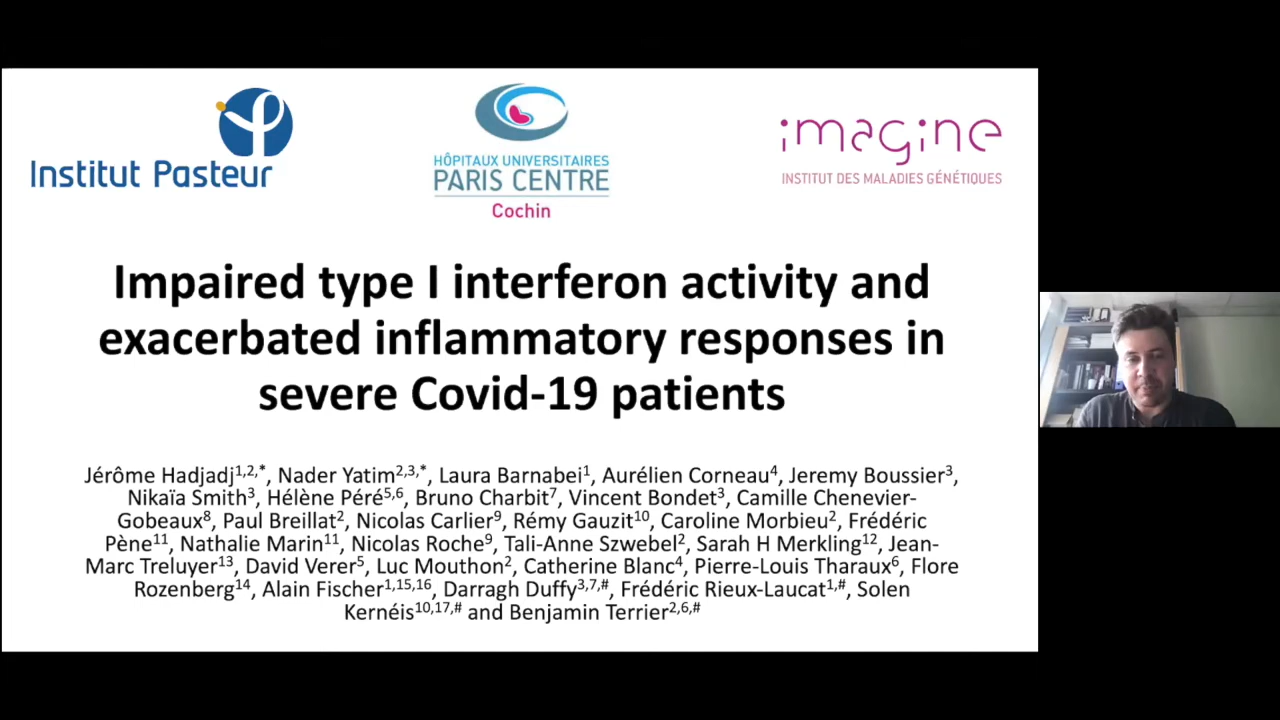 Institut Pasteur
HÔPITAUX UNIVERSITAIRES
PARIS CENTRE
Cochin
imagine
INSTITUT DES MALADIES GÉNÉTIQUES
Impaired type I interferon activity and
exacerbated inflammatory responses in
severe Covid-19 patients
Jérôme Hadjadj1,2,*, Nader Yatim2,3,*, Laura Barnabei1, Aurélien Corneau4, Jeremy Boussier3,
Nikaïa Smith3, Hélène Péré5,6, Bruno Charbit7, Vincent Bondet3, Camille Chenevier-
Gobeaux8, Paul Breillat2, Nicolas Carlier9, Rémy Gauzit10, Caroline Morbieu2, Frédéric
Pène11, Nathalie Marin11, Nicolas Roche9, Tali-Anne Szwebel2, Sarah H Merkling12, Jean-
Marc Treluyer13, David Verer5, Luc Mouthon2, Catherine Blanc4, Pierre-Louis Tharaux6, Flore
Rozenberg14, Alain Fischer1,15,16, Darragh Duffy3,7,#, Frédéric Rieux-Laucat1,#, Solen
Kernéis10,17,# and Benjamin Terrier2,6,#